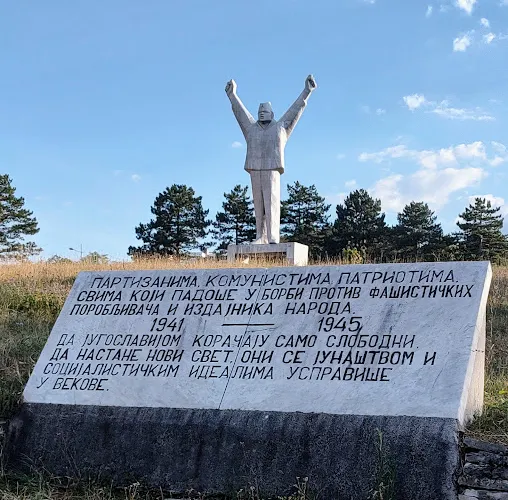 ПАРТИЗАНИМА, КОМУНИСТИМА, ПАТРИОТИМА,
СВИМА КОЈИ ПАДОШЕ У БОРБИ ПРОТИВ ФАШИСТИЧКИХ
ПОРОБЉИВАЧА И ИЗДАЈНИКА НАРОДА.
1941 — 1945.
ДА ЈУГОСЛАВИЈОМ КОРАЧАЈУ САМО СЛОБОДНИ,
ДА НАСТАНЕ НОВИ СВЕТ, ОНИ СЕ ЈУНАШТВОМ И
СОЦИЈАЛИСТИЧКИМ ИДЕАЛИМА УСПРАВИШЕ
У ВЕКОВЕ.